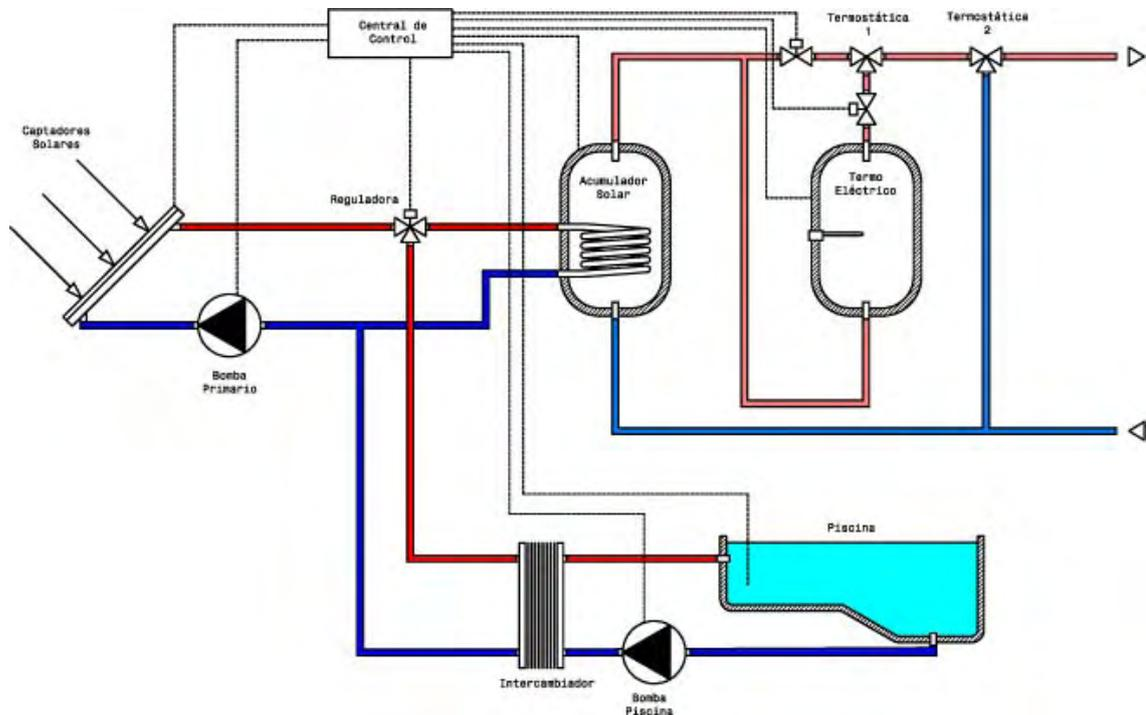 Central de
Control
Termostática
1
Termostática
2
Captadores
Solares
Reguladora
Acumulador
Solar
Termo
Eléctrico
Bomba
Primario
Piscina
Intercambiador
Bomba
Piscina